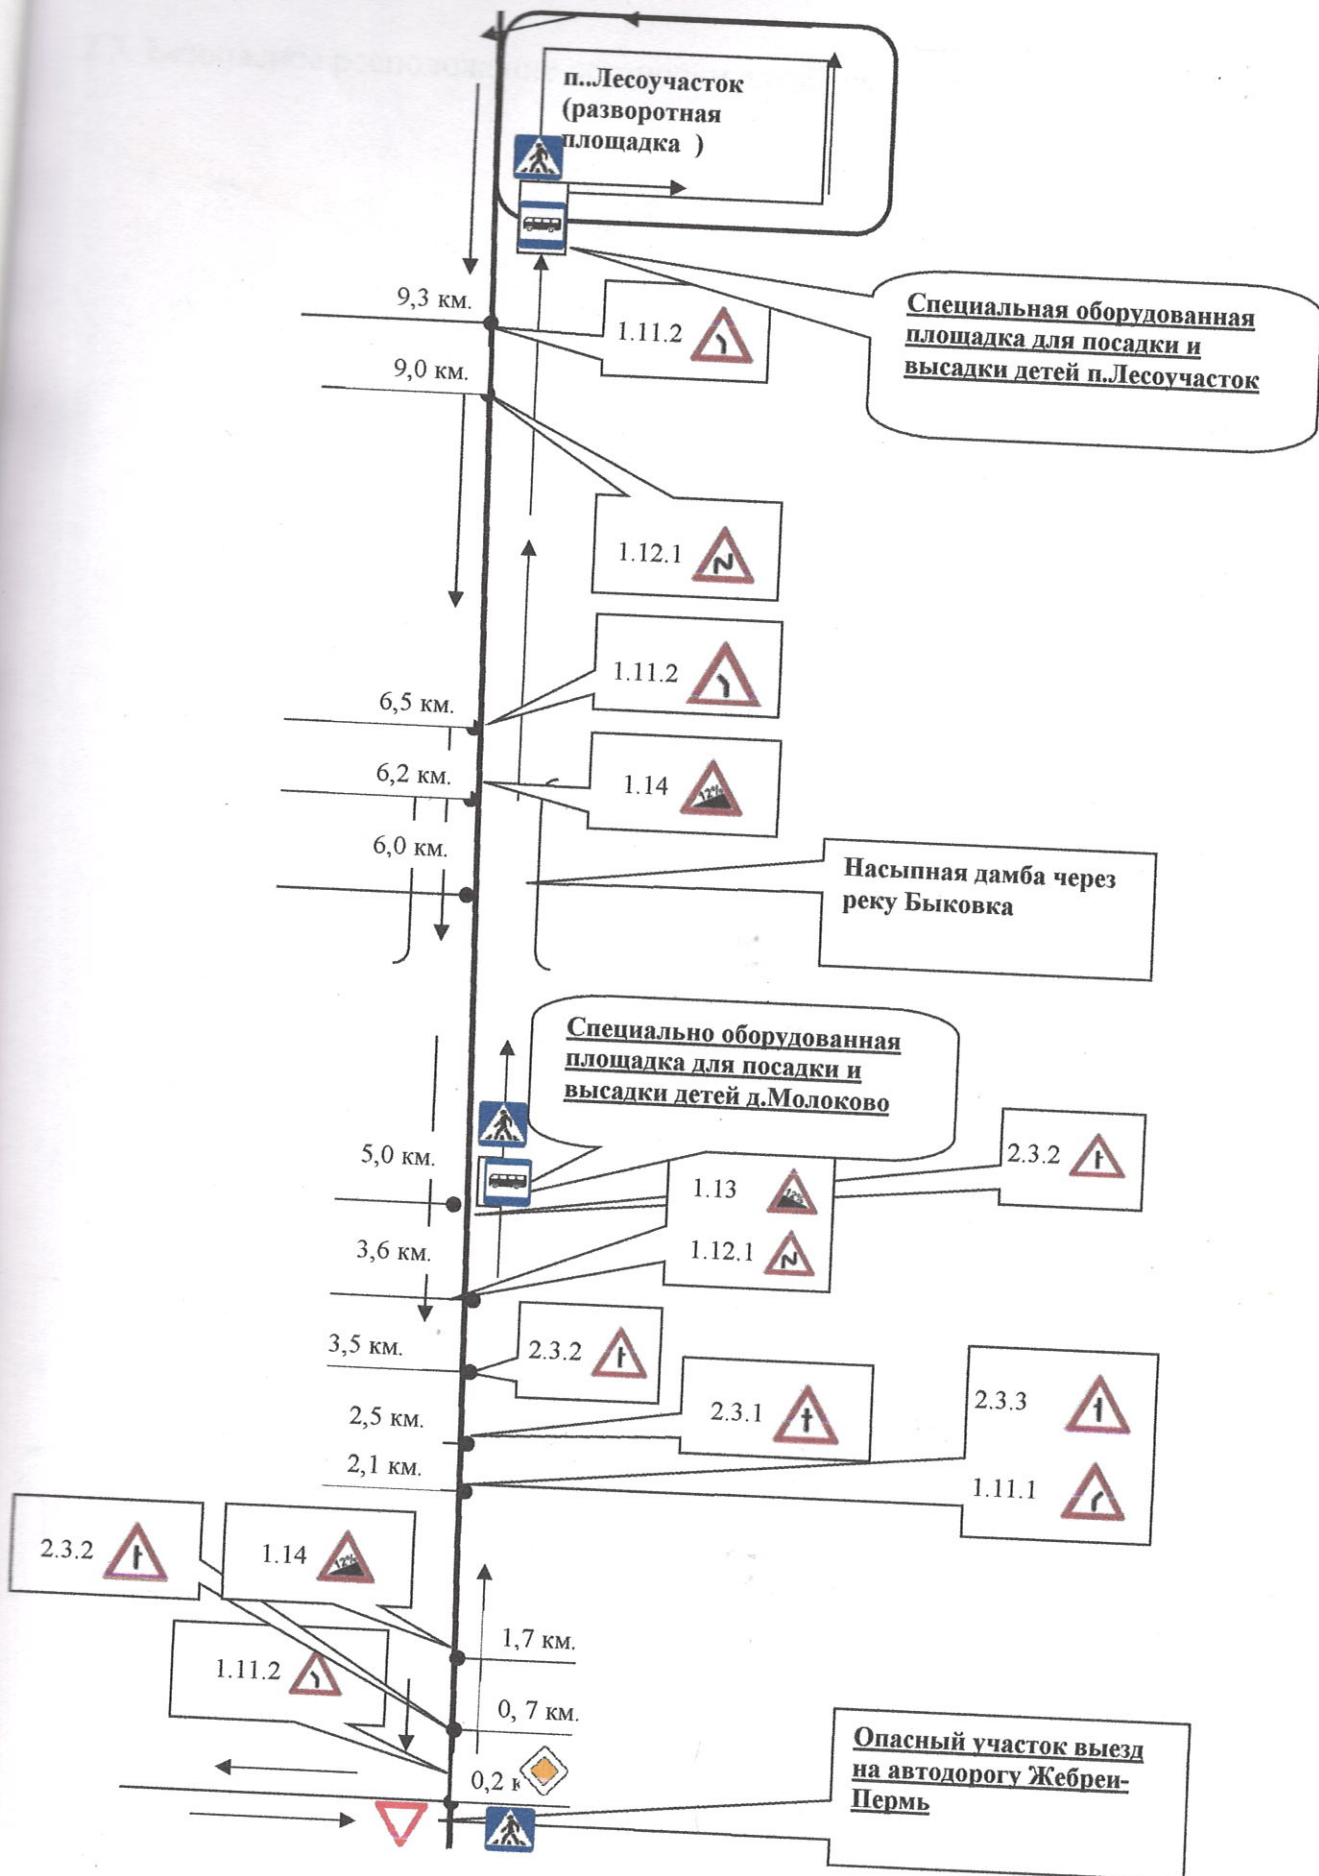 п..Лесоучасток
(разворотная
площадка )
9,3 км.
1.11.2
Специальная оборудованная
площадка для посадки и
высадки детей п.Лесоучасток
9,0 км.
1.12.1
1.11.2
6,5 км.
6,2 км.
1.14
12%
6,0 км.
Насыпная дамба через
реку Быковка
Специально оборудованная
площадка для посадки и
высадки детей д.Молоково
5,0 км.
2.3.2
1.13
12%
3,6 км.
1.12.1
3,5 км.
2.3.2
2.3.3
2,5 км.
2.3.1
2,1 км.
1.11.1
2.3.2
1.14
12%
1,7 км.
1.11.2
0, 7 км.
0,2 к
Опасный участок выезд
на автодорогу Жебреи-
Пермь